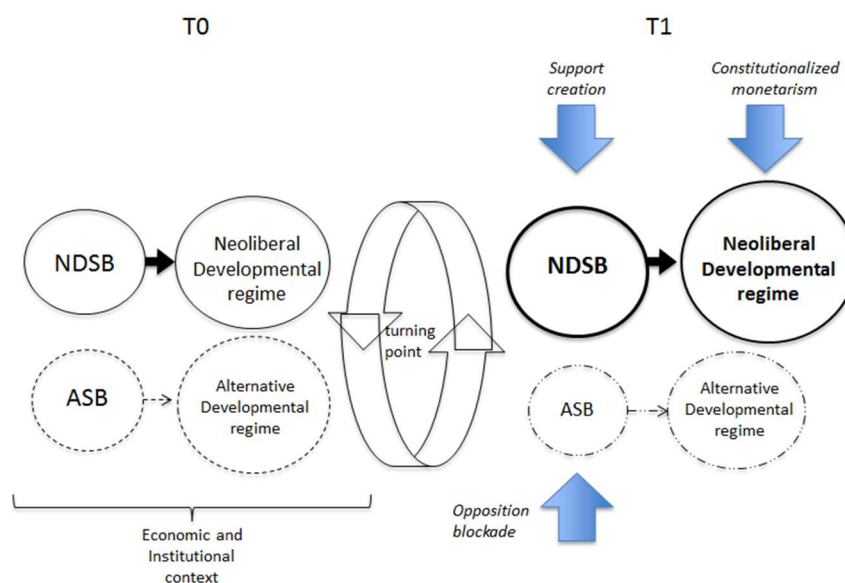 T0
T1
Support
creation
Constitutionalized
monetarism
NDSB
Neoliberal
Developmental
regime
turning
point
NDSB
Neoliberal
Developmental
regime
ASB
Alternative
Developmental
regime
ASB
Alternative
Developmental
regime
Economic and
Institutional
context
Opposition
blockade